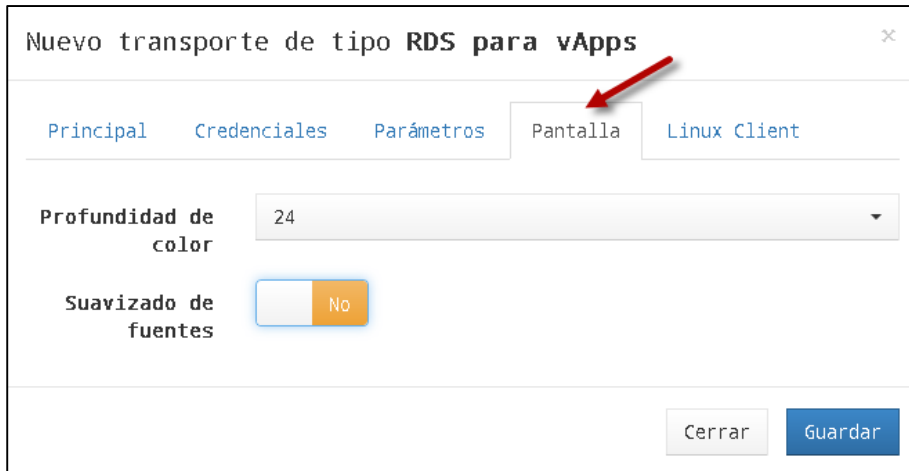 Nuevo transporte de tipo RDS para vApps ×
Principal Credenciales Parámetros Pantalla Linux Client
Profundidad de
color
24
Suavizado de
fuentes
No
Cerrar Guardar